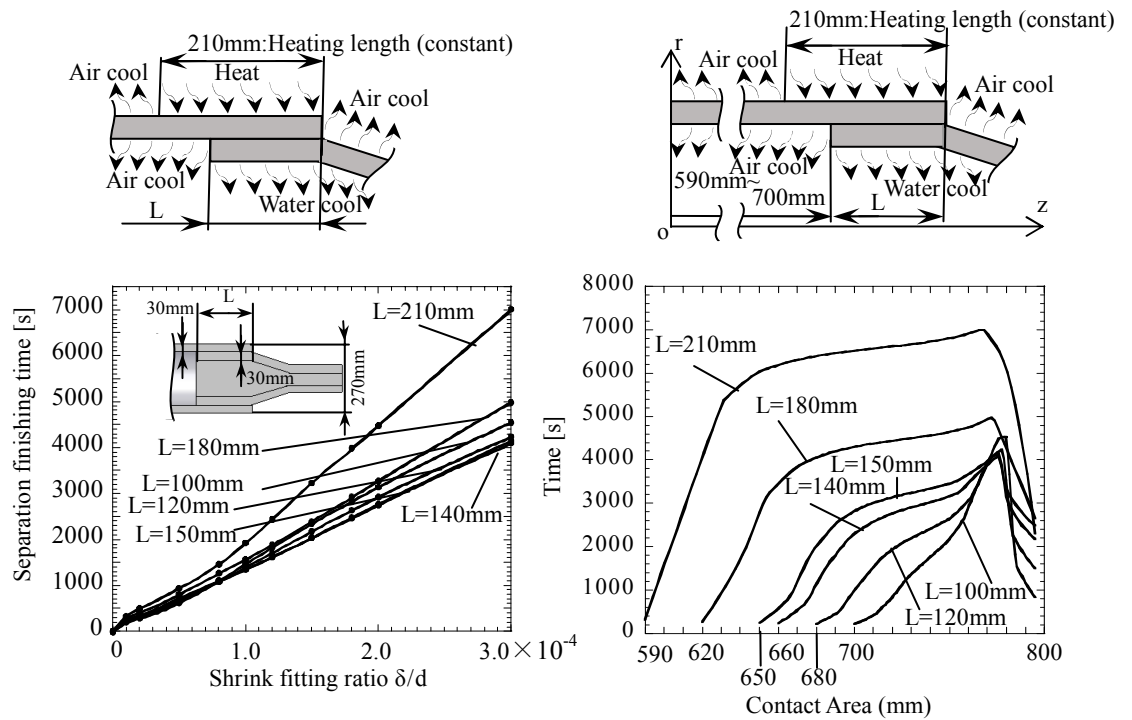 210mm:Heating length (constant)
Air cool
Heat
Air cool
Air cool
Water cool
L
210mm:Heating length (constant)
r
Air cool
Heat
Air cool
Air cool
590mm~
700mm
Water cool
L
o
z
Separation finishing time [s]
7000
6000
5000
4000
3000
2000
1000
0
30mm
L
30mm
270mm
L=210mm
L=180mm
L=100mm
L=120mm
L=150mm
L=140mm
0
1.0
2.0
3.0×10-4
Shrink fitting ratio δ/d
Time [s]
8000
7000
6000
5000
4000
3000
2000
1000
0
L=210mm
L=180mm
L=150mm
L=140mm
L=100mm
L=120mm
590
620
650
660
680
700
800
Contact Area (mm)